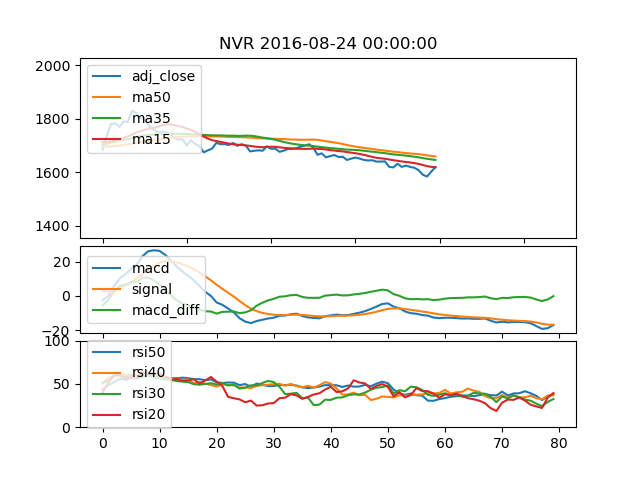 NVR 2016-08-24 00:00:00
2000
1800
1600
1400
adj_close
ma50
ma35
ma15
20
0
−20
macd
signal
macd_diff
100
50
0
rsi50
rsi40
rsi30
rsi20
0 10 20 30 40 50 60 70 80